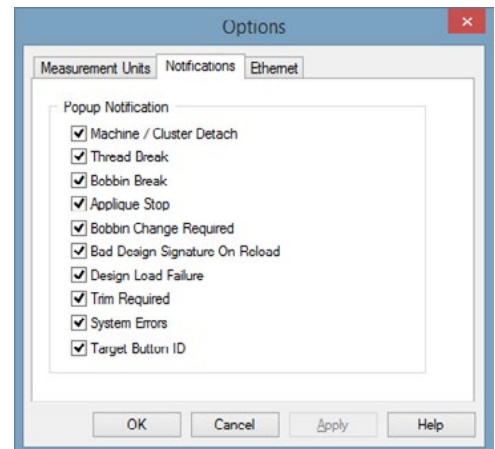 Options
Measurement Units Notifications Ethernet
Popup Notification
Machine / Cluster Detach
Thread Break
Bobbin Break
Applique Stop
Bobbin Change Required
Bad Design Signature On Reload
Design Load Failure
Trim Required
System Errors
Target Button ID
OK Cancel Apply Help